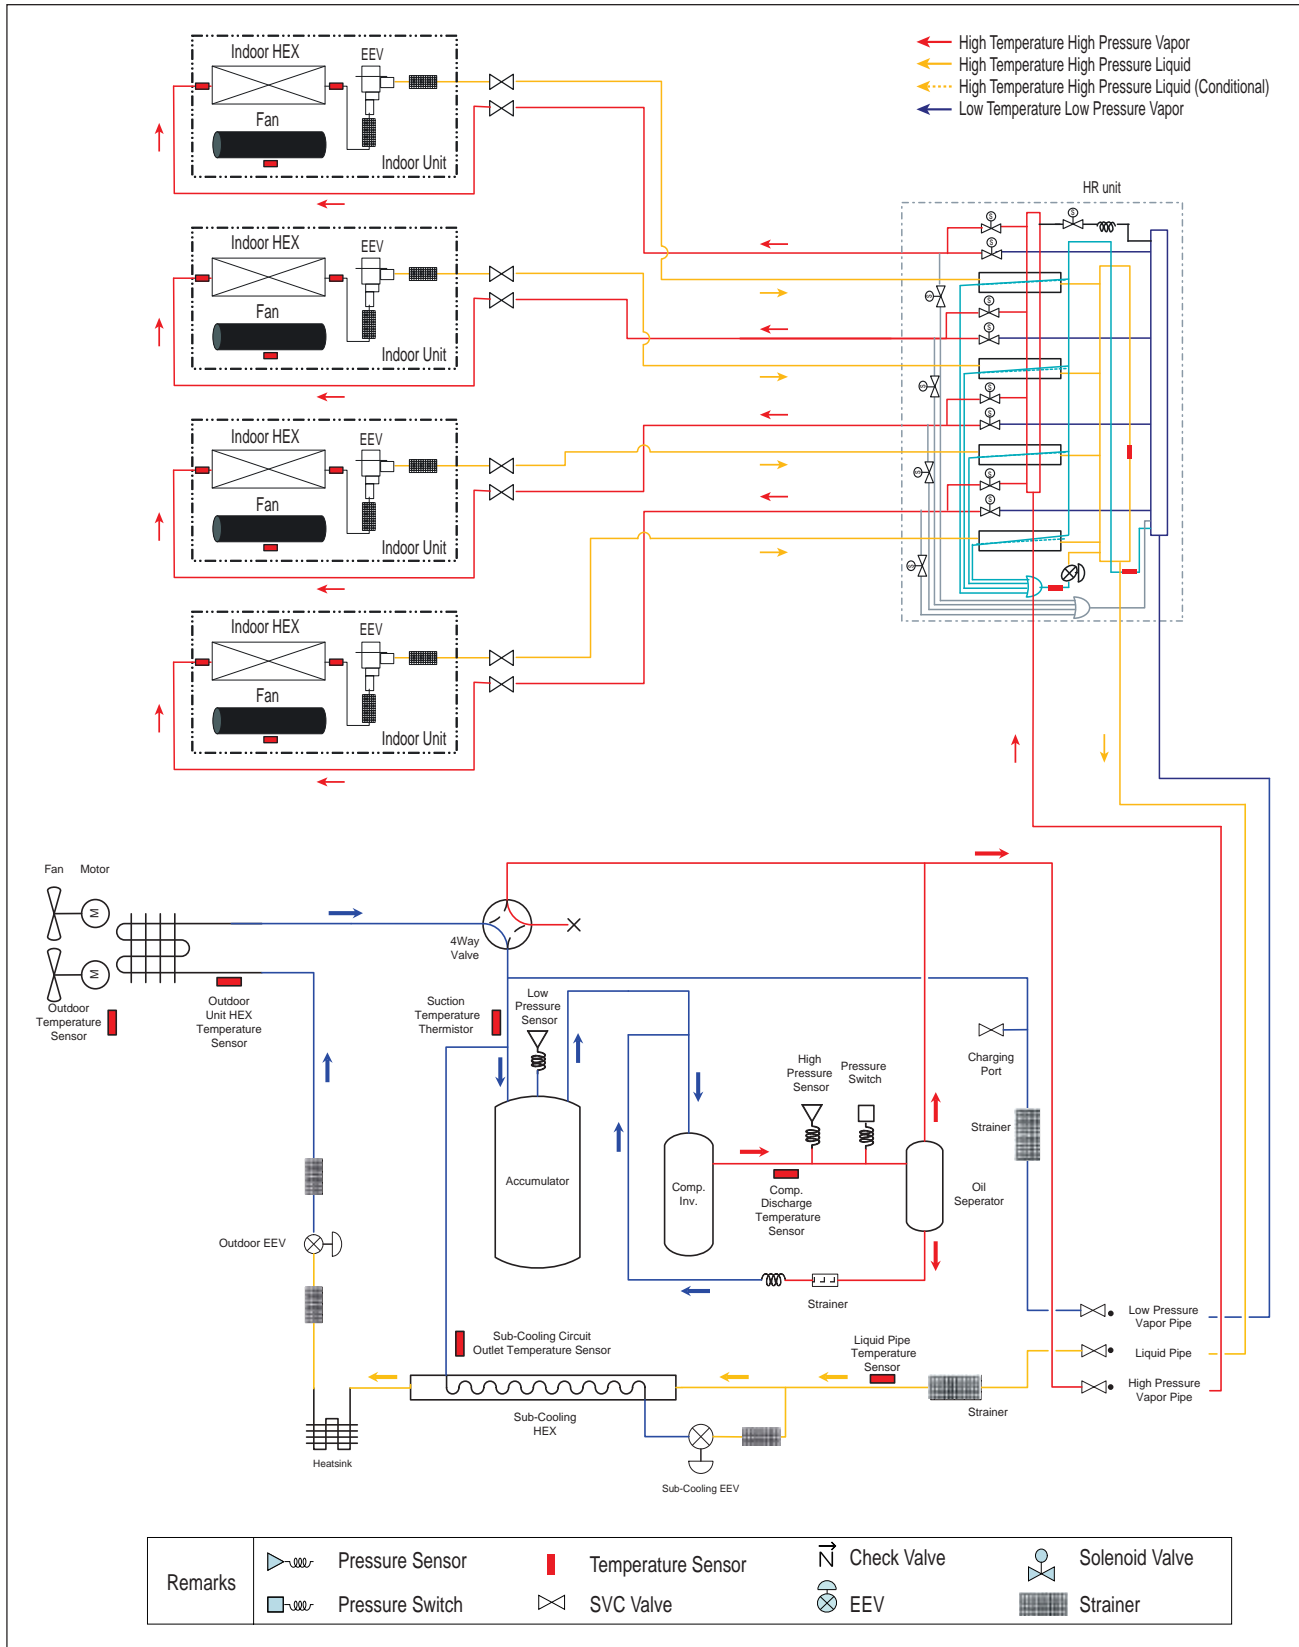 High Temperature High Pressure Vapor
High Temperature High Pressure Liquid
High Temperature High Pressure Liquid (Conditional)
Low Temperature Low Pressure Vapor
Indoor HEX
EEV
Fan
Indoor Unit
HR unit
S
S
S
S
S
S
S
S
S
S
S
S
S
Indoor HEX
EEV
Fan
Indoor Unit
Indoor HEX
EEV
Fan
Indoor Unit
Indoor HEX
EEV
Fan
Indoor Unit
Fan
Motor
M
M
4Way
Valve
Outdoor
Temperature
Sensor
Outdoor
Unit HEX
Temperature
Sensor
Suction
Temperature
Thermistor
Low
Pressure
Sensor
High
Pressure
Sensor
Pressure
Switch
Charging
Port
Strainer
Accumulator
Comp.
Inv.
Comp.
Discharge
Temperature
Sensor
Oil
Seperator
Outdoor EEV
Strainer
Sub-Cooling Circuit
Outlet Temperature Sensor
Liquid Pipe
Temperature
Sensor
Low Pressure
Vapor Pipe
Liquid Pipe
High Pressure
Vapor Pipe
Strainer
Sub-Cooling
HEX
Heatsink
Sub-Cooling EEV
Remarks
Pressure Sensor
Temperature Sensor
N
Check Valve
Solenoid Valve
Pressure Switch
SVC Valve
EEV
Strainer